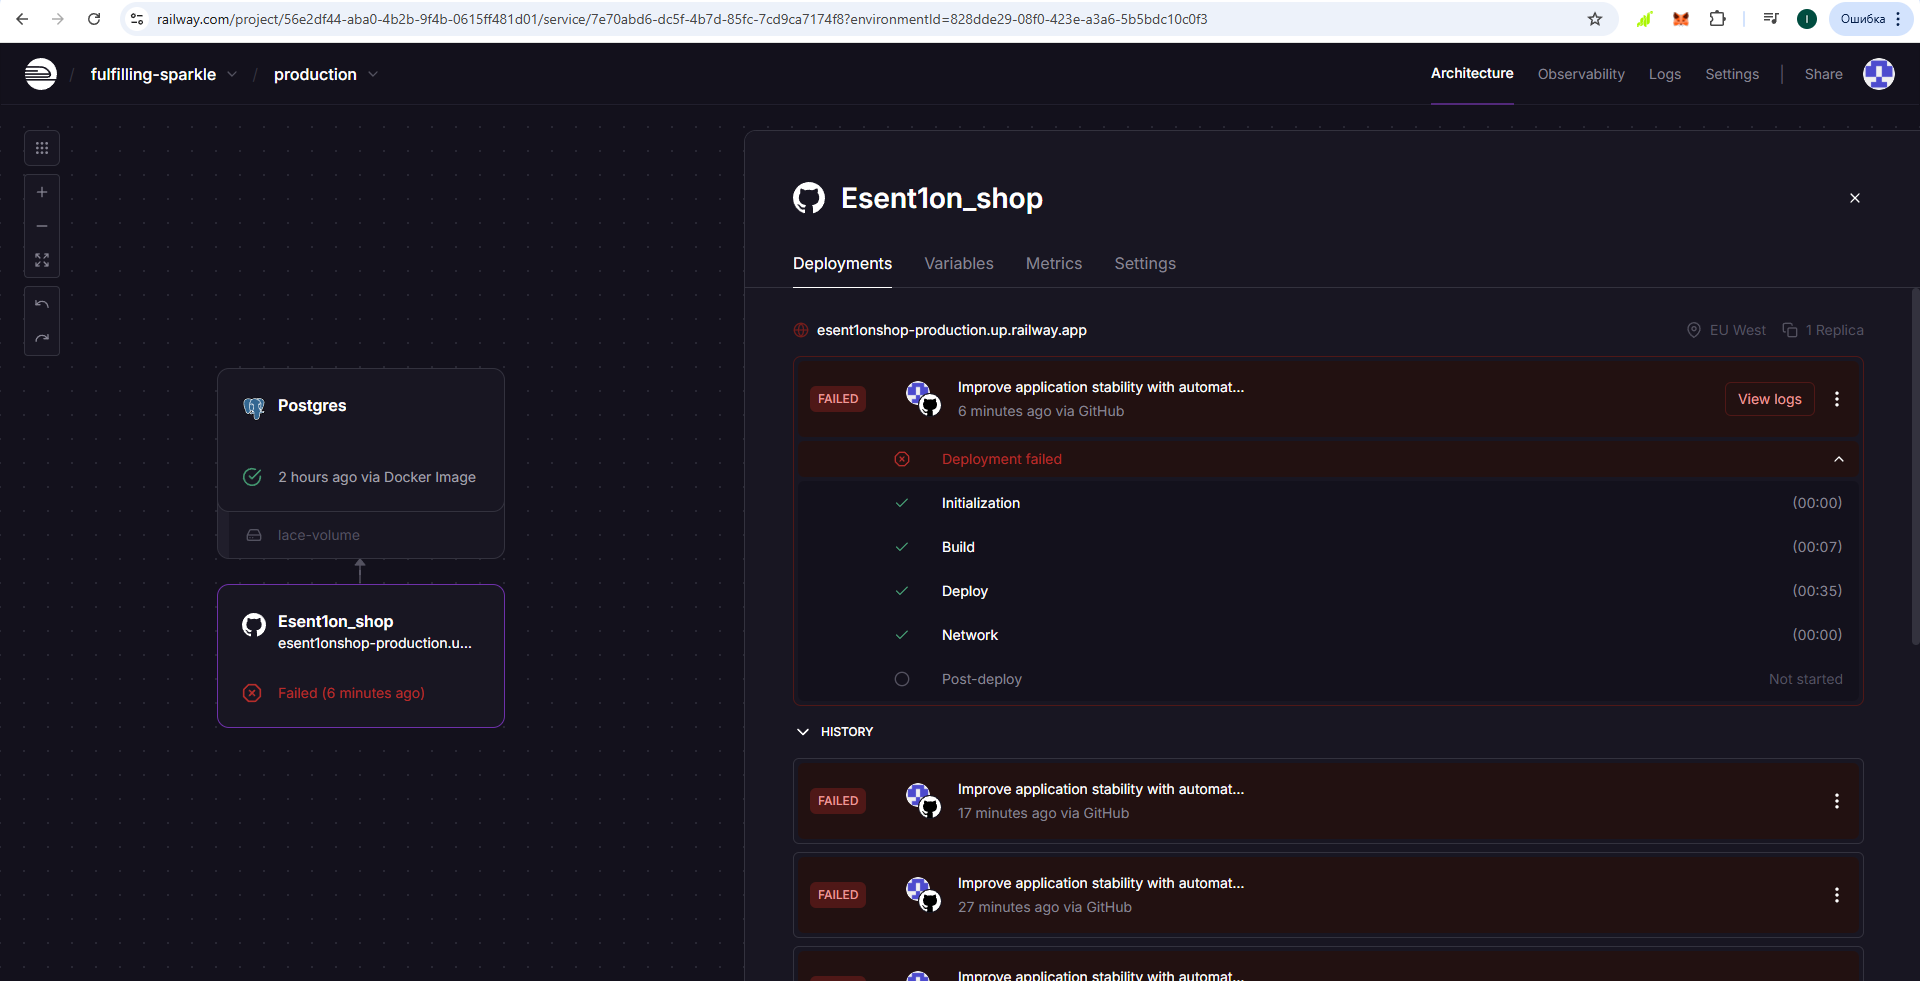 railway.com/project/56e2df44-aba0-4b2b-9f4b-0615ff481d01/service/7e70abd6-dc5f-4b7d-85fc-7cd9ca7174f8?environmentId=828dde29-08f0-423e-a3a6-5b5bdc10c0f3
I
Ошибка
/ fulfilling-sparkle / production
Architecture Observability Logs Settings | Share
Postgres
2 hours ago via Docker Image
lace-volume
Esent1on_shop
esent1onshop-production.u...
Failed (6 minutes ago)
Esent1on_shop
Deployments Variables Metrics Settings
esent1onshop-production.up.railway.app EU West 1 Replica
FAILED
Improve application stability with automat...
6 minutes ago via GitHub
View logs
Deployment failed
Initialization (00:00)
Build (00:07)
Deploy (00:35)
Network (00:00)
Post-deploy Not started
HISTORY
FAILED
Improve application stability with automat...
17 minutes ago via GitHub
FAILED
Improve application stability with automat...
27 minutes ago via GitHub
Improve application stability with automat...